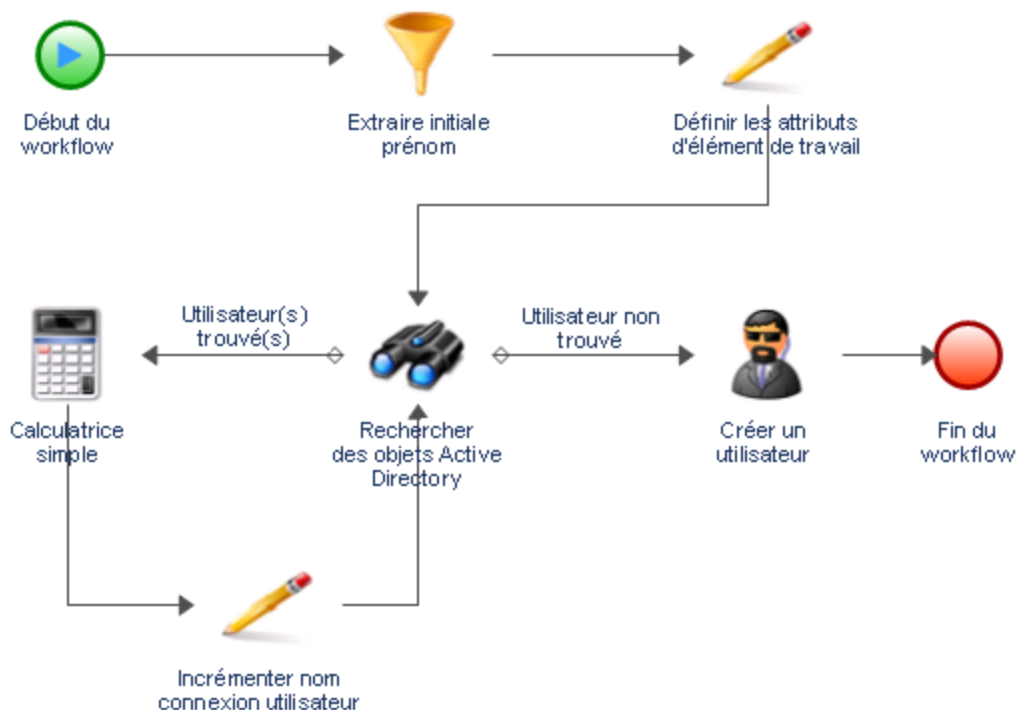 Début du
workflow
Extraire initiale
prénom
Définir les attributs
d'élément de travail
Utilisateur(s)
trouvé(s)
Utilisateur non
trouvé
Calculatrice
simple
Rechercher
des objets Active
Directory
Créer un
utilisateur
Fin du
workflow
Incrémenter nom
connexion utilisateur